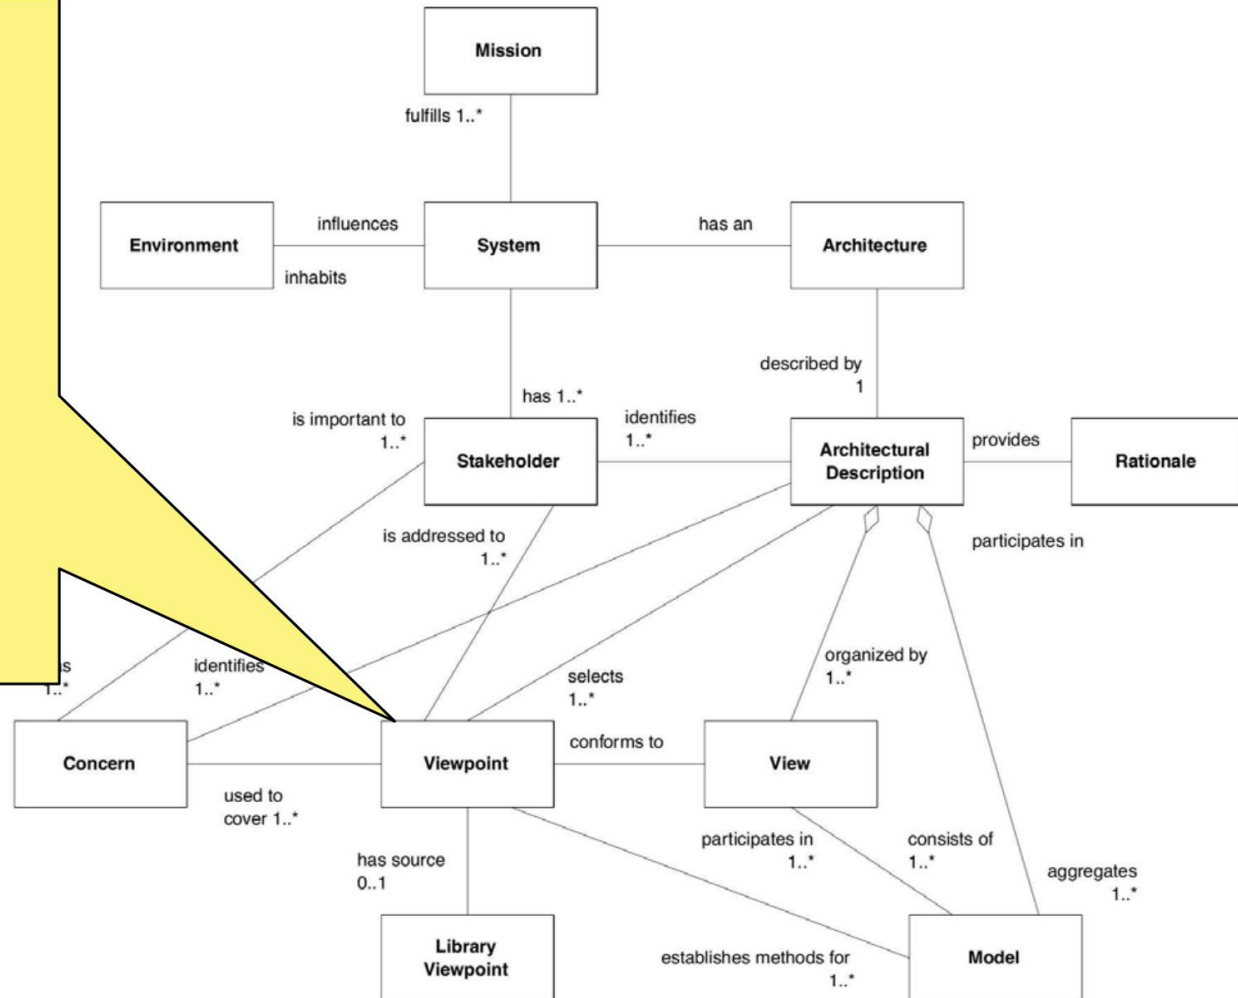 Mission
fulfills 1..*
Environment
influences
inhabits
System
has an
Architecture
described by
1
has 1..*
is important to
1..*
identifies
1..*
Stakeholder
Architectural
Description
provides
Rationale
is addressed to
1..*
participates in
1..*
identifies
1..*
selects
1..*
organized by
1..*
Concern
used to
cover 1..*
Viewpoint
conforms to
View
has source
0..1
participates in
1..*
consists of
1..*
aggregates
1..*
Library
Viewpoint
establishes methods for
1..*
Model